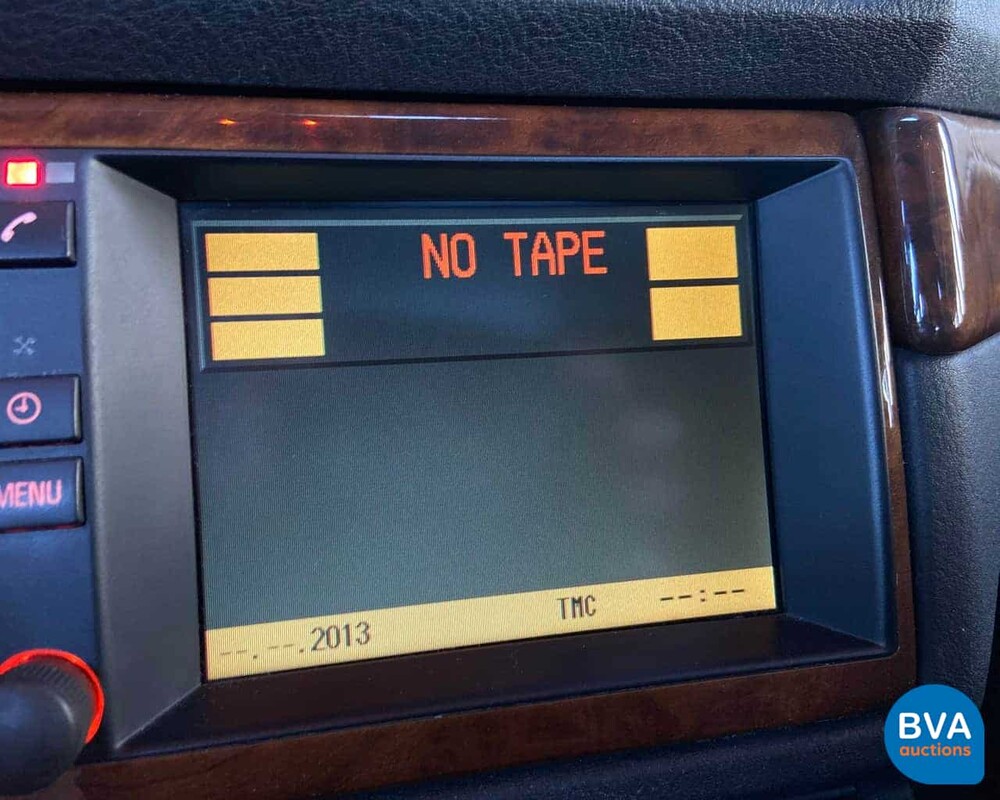 NO TAPE
MENU
--.--.2013 TMC --:--
BVA
auctions